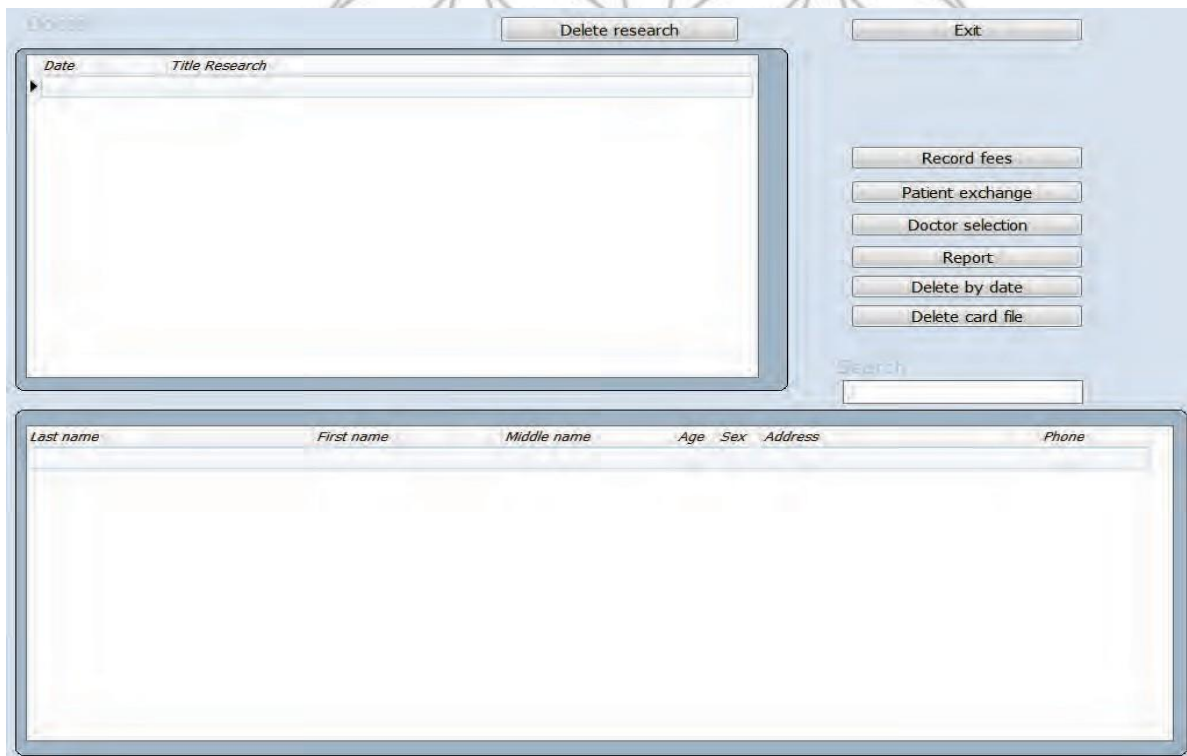 Doctor
Delete research
Exit
Date Title Research
Record fees
Patient exchange
Doctor selection
Report
Delete by date
Delete card file
Search
Last name First name Middle name Age Sex Address Phone